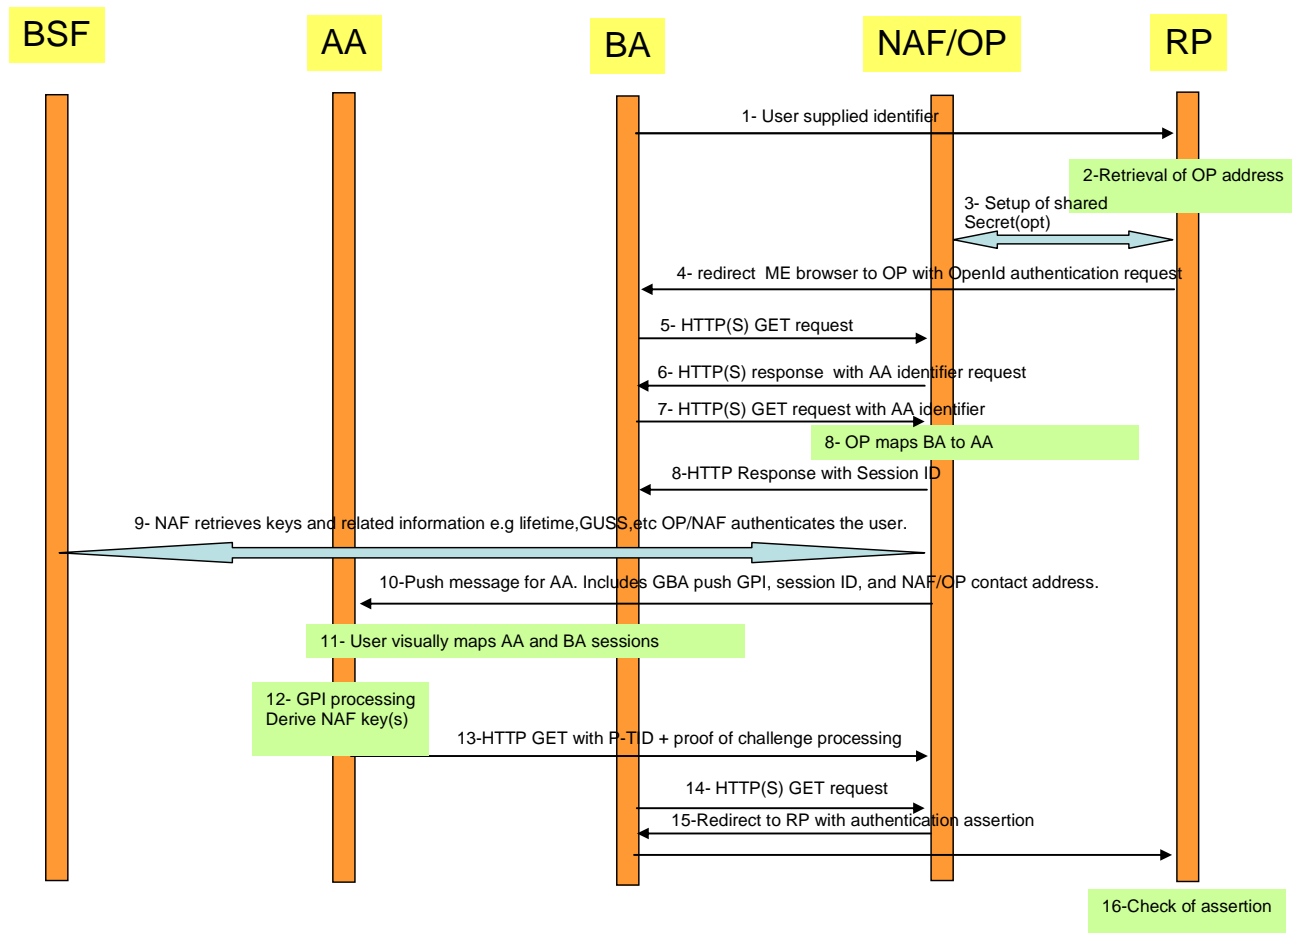 BSF
AA
BA
NAF/OP
RP
1- User supplied identifier
2-Retrieval of OP address
3- Setup of shared
Secret(opt)
4- redirect  ME browser to OP with OpenId authentication request
5- HTTP(S) GET request
6- HTTP(S) response  with AA identifier request
7- HTTP(S) GET request with AA identifier
8- OP maps BA to AA
8-HTTP Response with Session ID
9- NAF retrieves keys and related information e.g lifetime,GUSS,etc OP/NAF authenticates the user.
10-Push message for AA. Includes GBA push GPI, session ID, and NAF/OP contact address.
11- User visually maps AA and BA sessions
12- GPI processing
Derive NAF key(s)
13-HTTP GET with P-TID + proof of challenge processing
14- HTTP(S) GET request
15-Redirect to RP with authentication assertion
16-Check of assertion